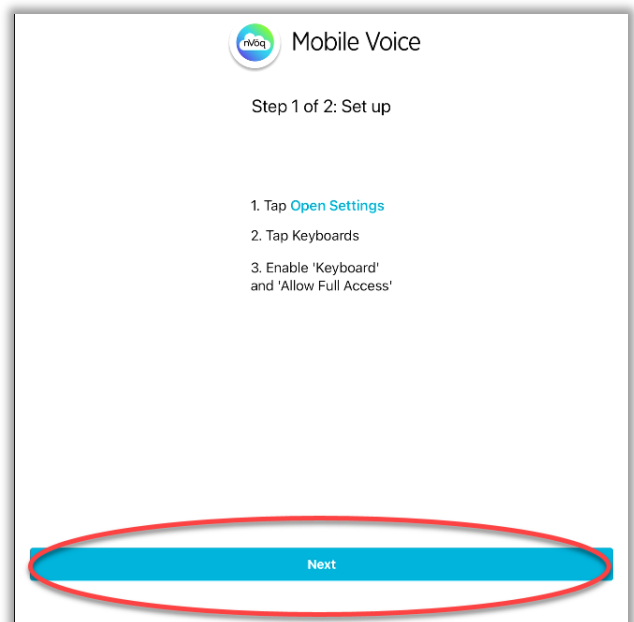 nVoq Mobile Voice
Step 1 of 2: Set up
1. Tap Open Settings
2. Tap Keyboards
3. Enable 'Keyboard'
and 'Allow Full Access'
Next